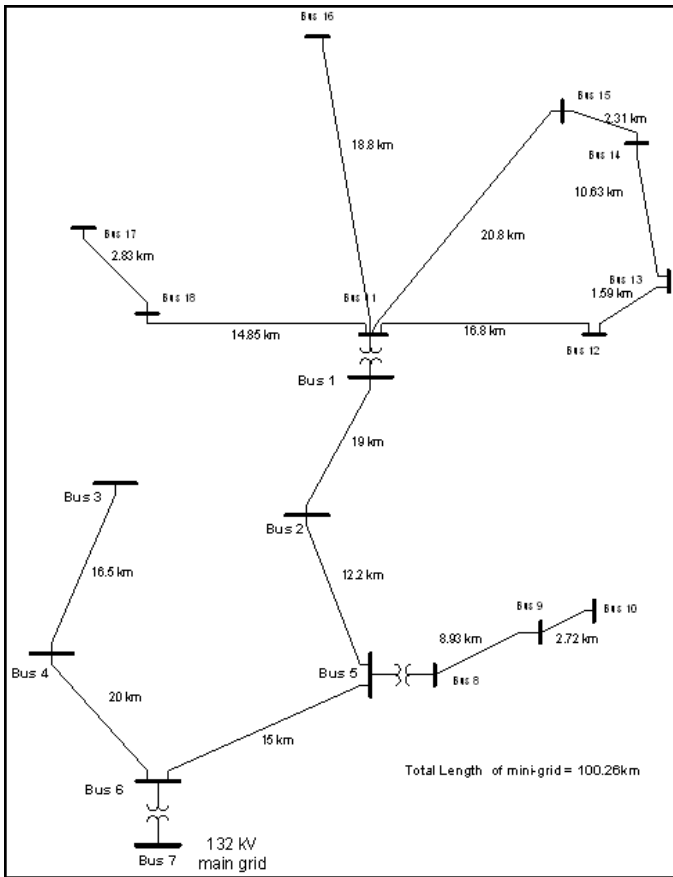 Bus 16
Bus 15
2.31 km
Bus 14
18.8 km
10.63 km
Bus 17
20.8 km
2.83 km
Bus 13
Bus 18
Bus 11
1.59 km
14.85 km
16.8 km
Bus 12
Bus 1
19 km
Bus 3
Bus 2
16.5 km
12.2 km
Bus 9
Bus 10
8.93 km
2.72 km
Bus 4
Bus 5
Bus 8
20 km
15 km
Total Length of mini-grid = 100.26km
Bus 6
132 kV
main grid
Bus 7